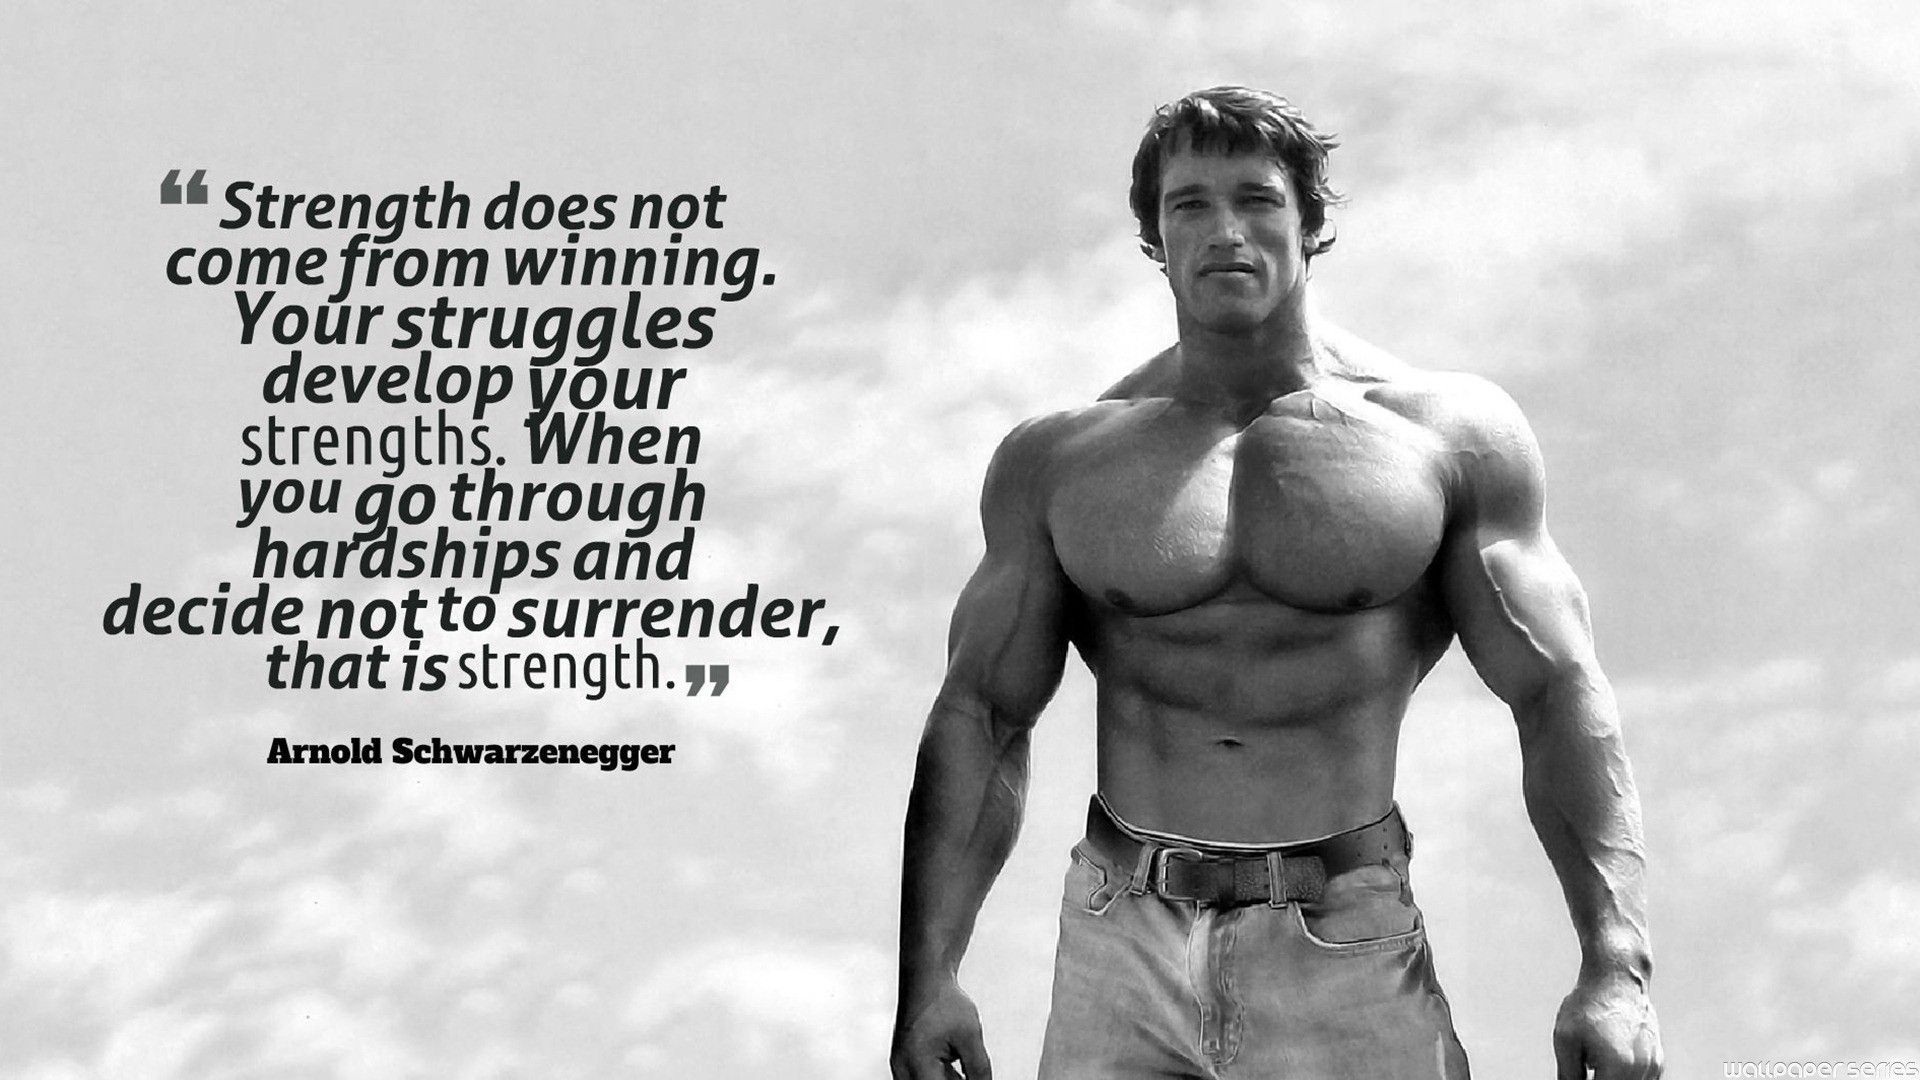 ❝ Strength does not
come from winning.
Your struggles
develop your
strengths. When
you go through
hardships and
decide not to surrender,
that is strength. ❞
Arnold Schwarzenegger
wallpaper series